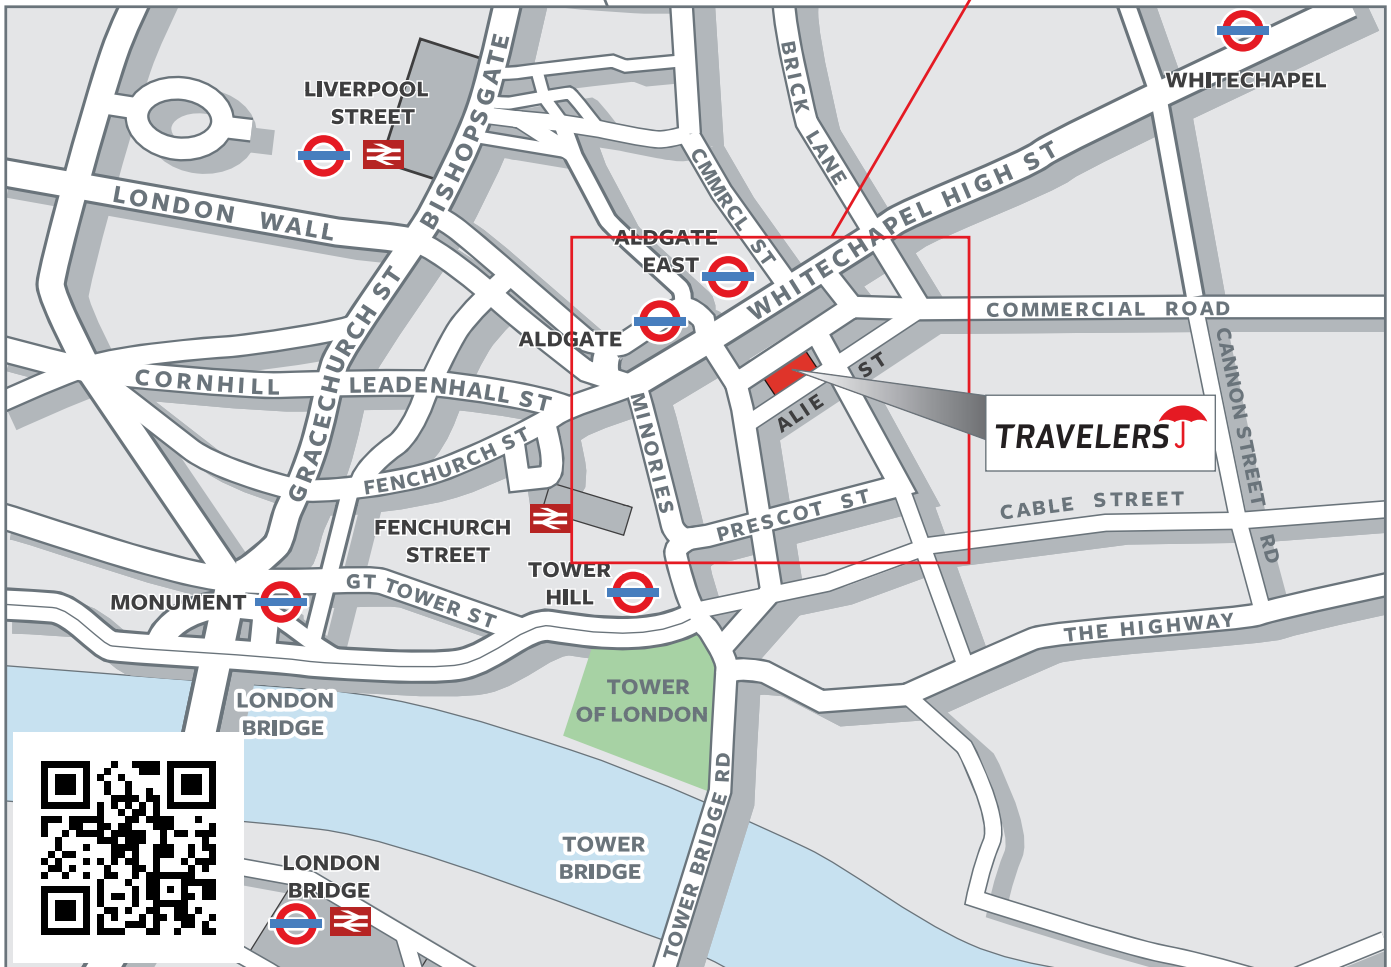 WHITECHAPEL
LIVERPOOL
STREET
BISHOPSGATE
BRICK LANE
LONDON WALL
CMMRCL ST
WHITECHAPEL HIGH ST
ALDGATE
EAST
ALDGATE
COMMERCIAL ROAD
GRACECHURCH ST
CORNHILL
LEADENHALL ST
ALIE ST
CANNON STREET RD
TRAVELERS
MINORIES
FENCHURCH ST
PRESCOT ST
CABLE STREET
FENCHURCH
STREET
TOWER
HILL
MONUMENT
GT TOWER ST
THE HIGHWAY
LONDON
BRIDGE
TOWER
OF LONDON
TOWER BRIDGE RD
TOWER
BRIDGE
LONDON
BRIDGE